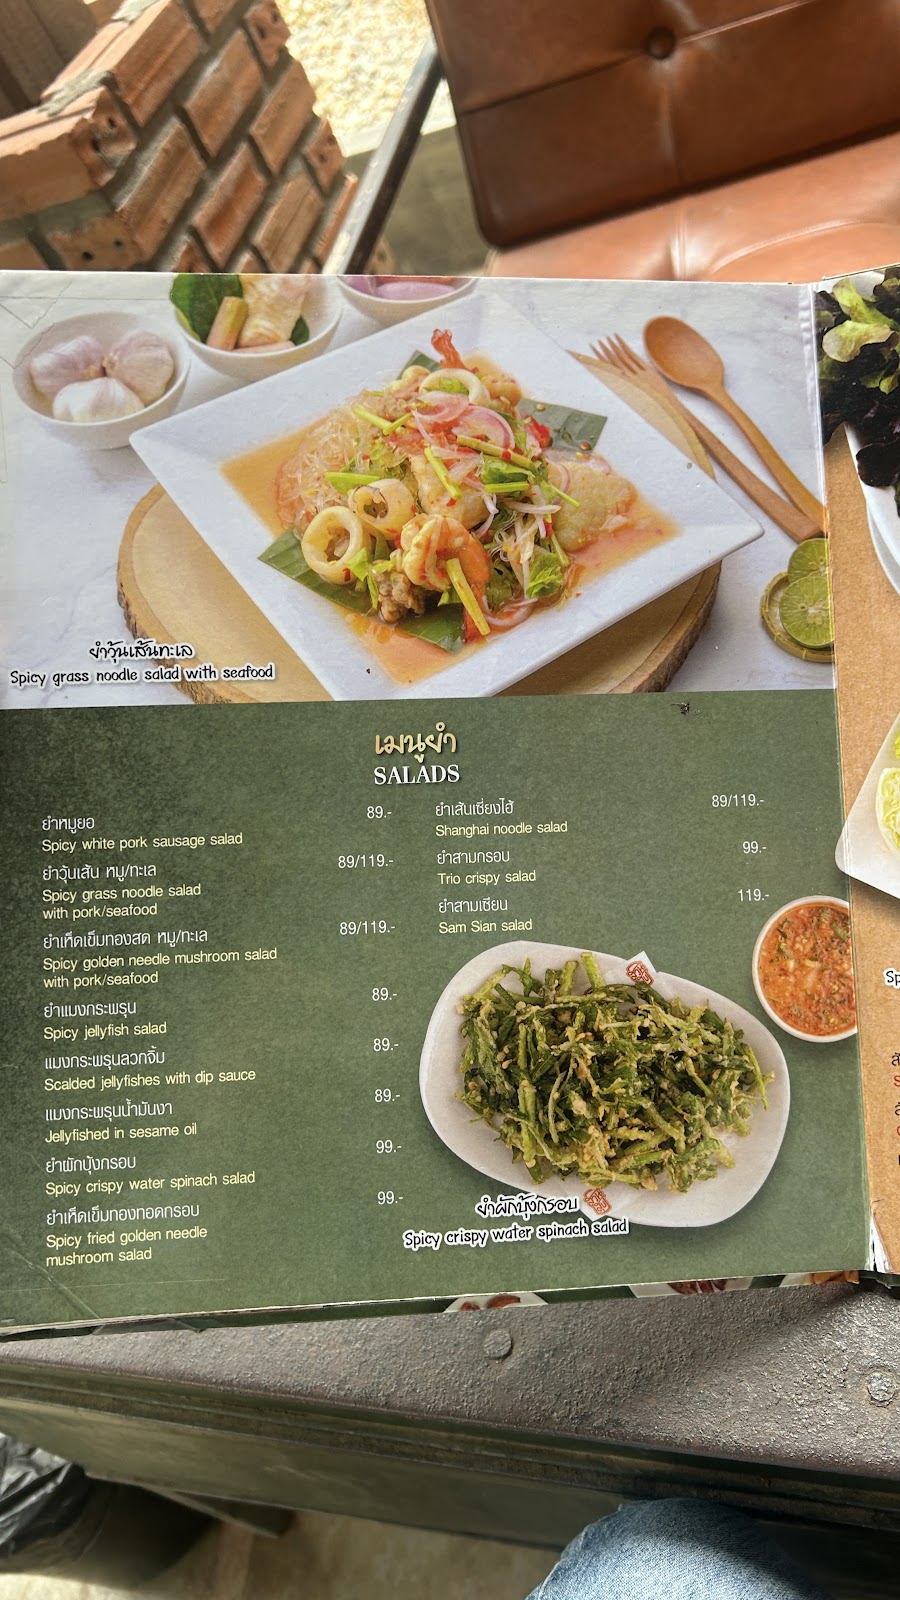 ยำวุ้นเส้นทะเล
Spicy grass noodle salad with seafood
เมนูยำ
SALADS
ยำหมูยอ 89.-
Spicy white pork sausage salad
ยำวุ้นเส้น หมู/ทะเล 89/119.-
Spicy grass noodle salad
with pork/seafood
ยำเห็ดเข็มทองสด หมู/ทะเล 89/119.-
Spicy golden needle mushroom salad
with pork/seafood
ยำแมงกระพรุน 89.-
Spicy jellyfish salad
แมงกระพรุนลวกจิ้ม 89.-
Scalded jellyfishes with dip sauce
แมงกระพรุนน้ำมันงา 89.-
Jellyfished in sesame oil
ยำผักบุ้งกรอบ 99.-
Spicy crispy water spinach salad
ยำเห็ดเข็มทองทอดกรอบ 99.-
Spicy fried golden needle
mushroom salad
ยำเส้นเซี่ยงไฮ้ 89/119.-
Shanghai noodle salad
ยำสามกรอบ 99.-
Trio crispy salad
ยำสามเซียน 119.-
Sam Sian salad
ยำผักบุ้งกรอบ
Spicy crispy water spinach salad